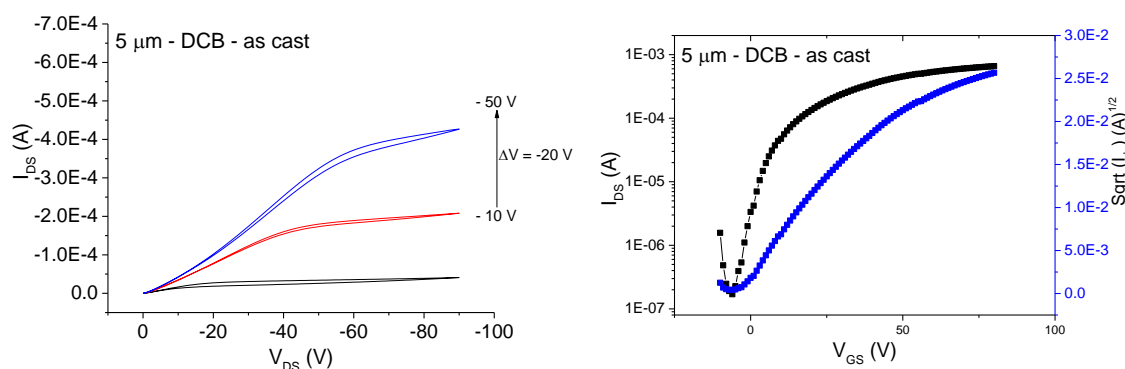 5 μm - DCB - as cast
-7.0E-4
-6.0E-4
-5.0E-4
-4.0E-4
-3.0E-4
-2.0E-4
-1.0E-4
0.0
I_DS (A)
- 50 V
ΔV = -20 V
- 10 V
0 -20 -40 -60 -80 -100
V_DS (V)
5 μm - DCB - as cast
1E-03
1E-04
1E-05
1E-06
1E-07
I_DS (A)
3.0E-2
2.5E-2
2.0E-2
1.5E-2
1.0E-2
5.0E-3
0.0
(A)^1/2
0 50 100
V_GS (V)